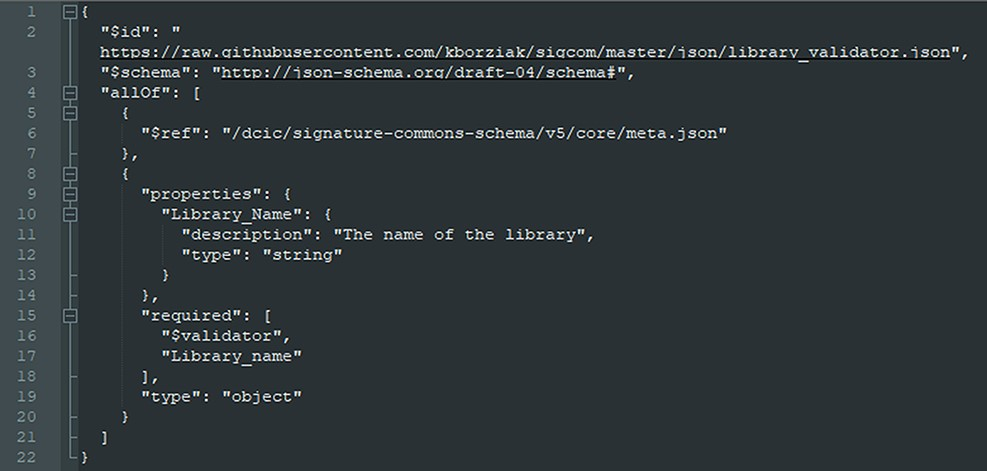 1 {
2 "$id": "
https://raw.githubusercontent.com/kborziak/sigcom/master/json/library_validator.json",
3 "$schema": "http://json-schema.org/draft-04/schema#",
4 "allOf": [
5 {
6 "$ref": "/dcic/signature-commons-schema/v5/core/meta.json"
7 },
8 {
9 "properties": {
10 "Library_Name": {
11 "description": "The name of the library",
12 "type": "string"
13 }
14 },
15 "required": [
16 "$validator",
17 "Library_name"
18 ],
19 "type": "object"
20 }
21 ]
22 }